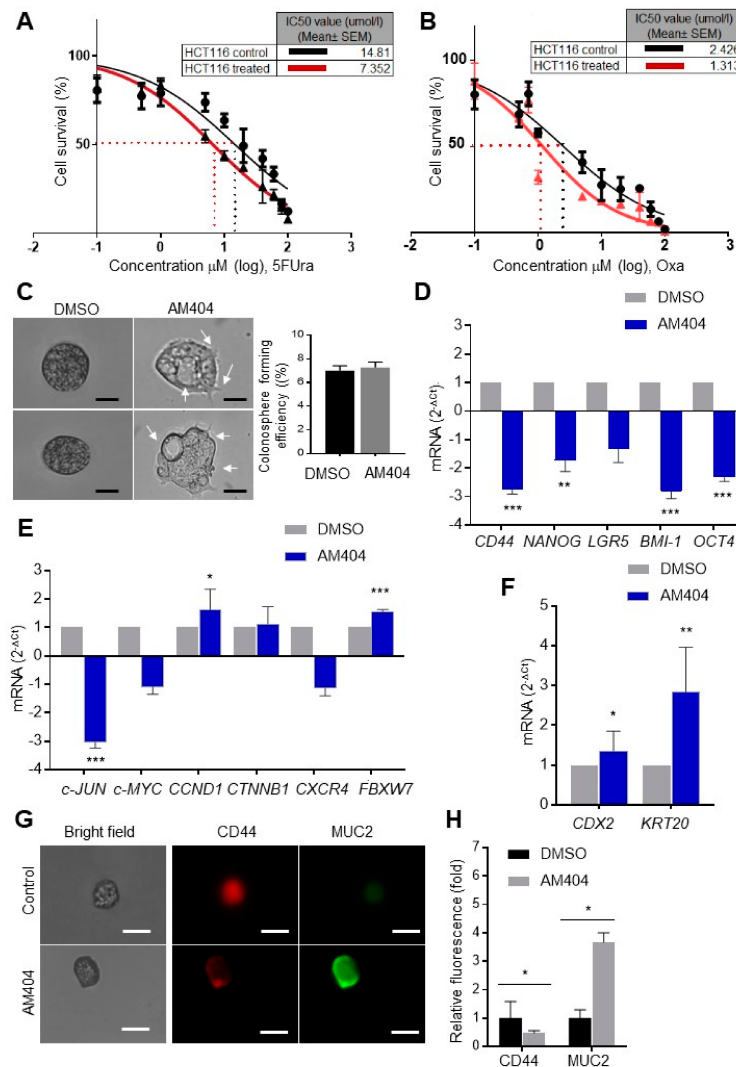 A
IC50 value (umol/l)
(Mean± SEM)
HCT116 control 14.81
HCT116 treated 7.352
Cell survival (%)
100
50
-2 -1 0 1 2 3
Concentration μM (log), 5FUra
B
IC50 value (umol/l)
(Mean± SEM)
HCT116 control 2.426
HCT116 treated 1.313
Cell survival (%)
100
50
-2 -1 0 1 2 3
Concentration μM (log), Oxa
C
DMSO AM404
Colonosphere forming
efficiency ((%)
10
8
6
4
2
0
DMSO
AM404
D
DMSO
AM404
mRNA (2-ΔCt).
3
2
1
0
-1
-2
-3
-4
*** ** *** ***
CD44 NANOG LGR5 BMI-1 OCT4
E
DMSO
AM404
mRNA (2-ΔCt)
4
3
2
1
0
-1
-2
-3
-4
*** * ***
c-JUN c-MYC CCND1 CTNNB1 CXCR4 FBXW7
F
DMSO
AM404
mRNA (2-ΔCt)
5
4
3
2
1
0
* **
CDX2 KRT20
G
Bright field CD44 MUC2
Control
AM404
H
DMSO
AM404
Relative fluorescence (fold)
8
6
4
2
0
* *
CD44 MUC2